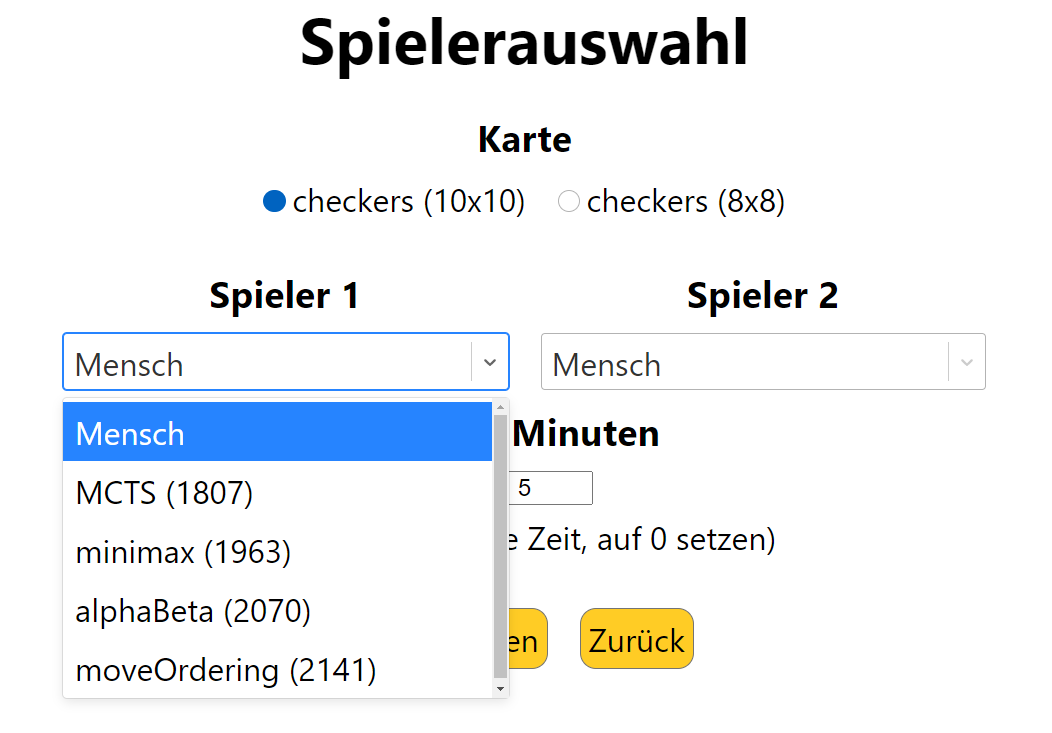 Spielerauswahl
Karte
checkers (10x10) checkers (8x8)
Spieler 1 Spieler 2
Mensch Mensch
Mensch
MCTS (1807)
minimax (1963)
alphaBeta (2070)
moveOrdering (2141)
Minuten
5
Zeit, auf 0 setzen)
Zurück